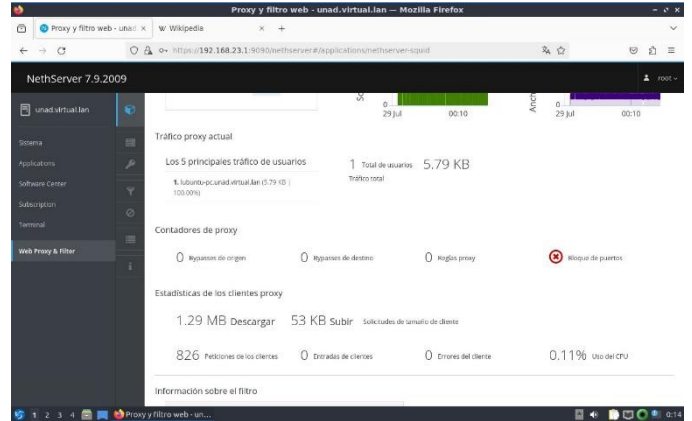 Proxy y filtro web - unad.virtual.lan — Mozilla Firefox
Proxy y filtro web - unad.
Wikipedia
https://192.168.23.1:9090/nethserver#/applications/nethserver-squid
NethServer 7.9.2009
root
unad.virtual.lan
Sistema
Applications
Software Center
Subscription
Terminal
Web Proxy & Filter
0
29 Jul 00:10
Anch
0
29 Jul 00:10
Tráfico proxy actual
Los 5 principales tráfico de usuarios
1. lubuntu-pc.unad.virtual.lan (5.79 KB |
100.00%)
1 Total de usuarios 5.79 KB
Tráfico total
Contadores de proxy
0 Bypasses de origen 0 Bypasses de destino 0 Reglas proxy Bloque de puertos
Estadísticas de los clientes proxy
1.29 MB Descargar 53 KB Subir Solicitudes de tamaño de cliente
826 Peticiones de los clientes 0 Entradas de clientes 0 Errores del cliente 0.11% Uso del CPU
Información sobre el filtro
1 2 3 4 Proxy y filtro web - un... 0:14